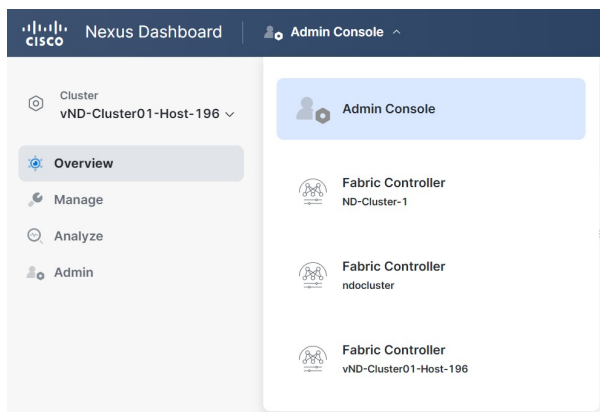 CISCO
Nexus Dashboard
Admin Console
Cluster
vND-Cluster01-Host-196
Overview
Manage
Analyze
Admin
Admin Console
Fabric Controller
ND-Cluster-1
Fabric Controller
ndocluster
Fabric Controller
vND-Cluster01-Host-196